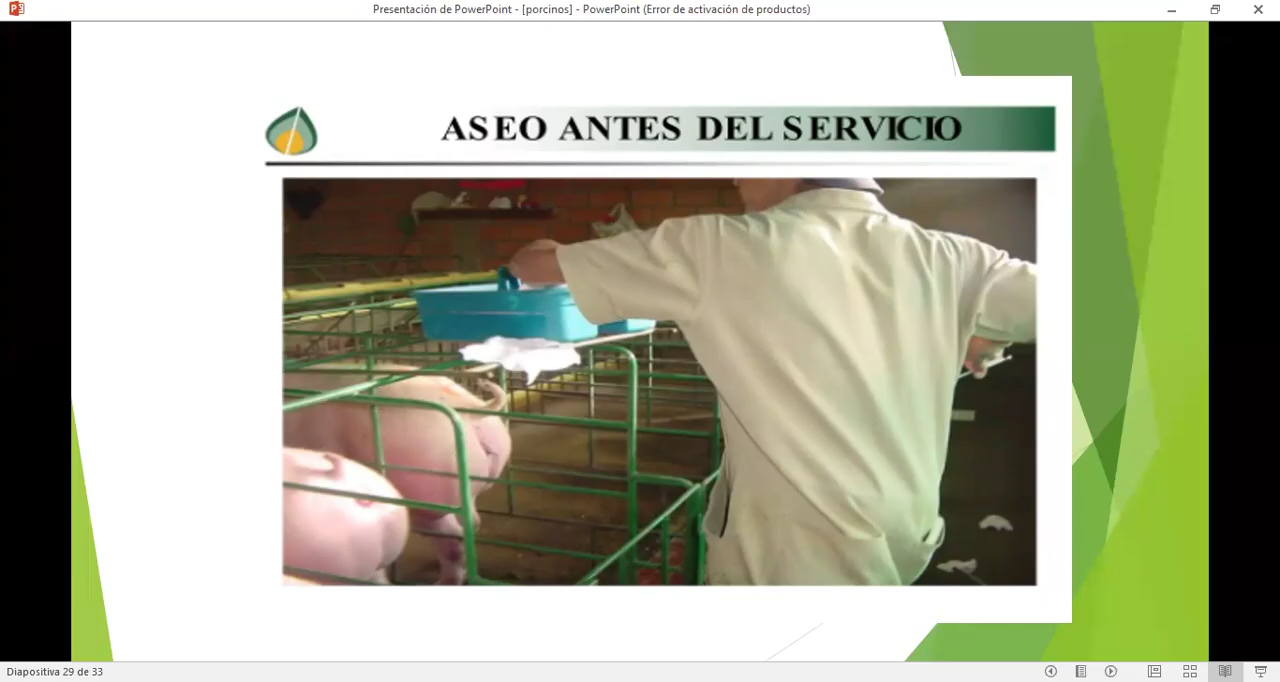 Presentación de PowerPoint - [porcinos] - PowerPoint (Error de activación de productos)
ASEO ANTES DEL SERVICIO
Diapositiva 29 de 33